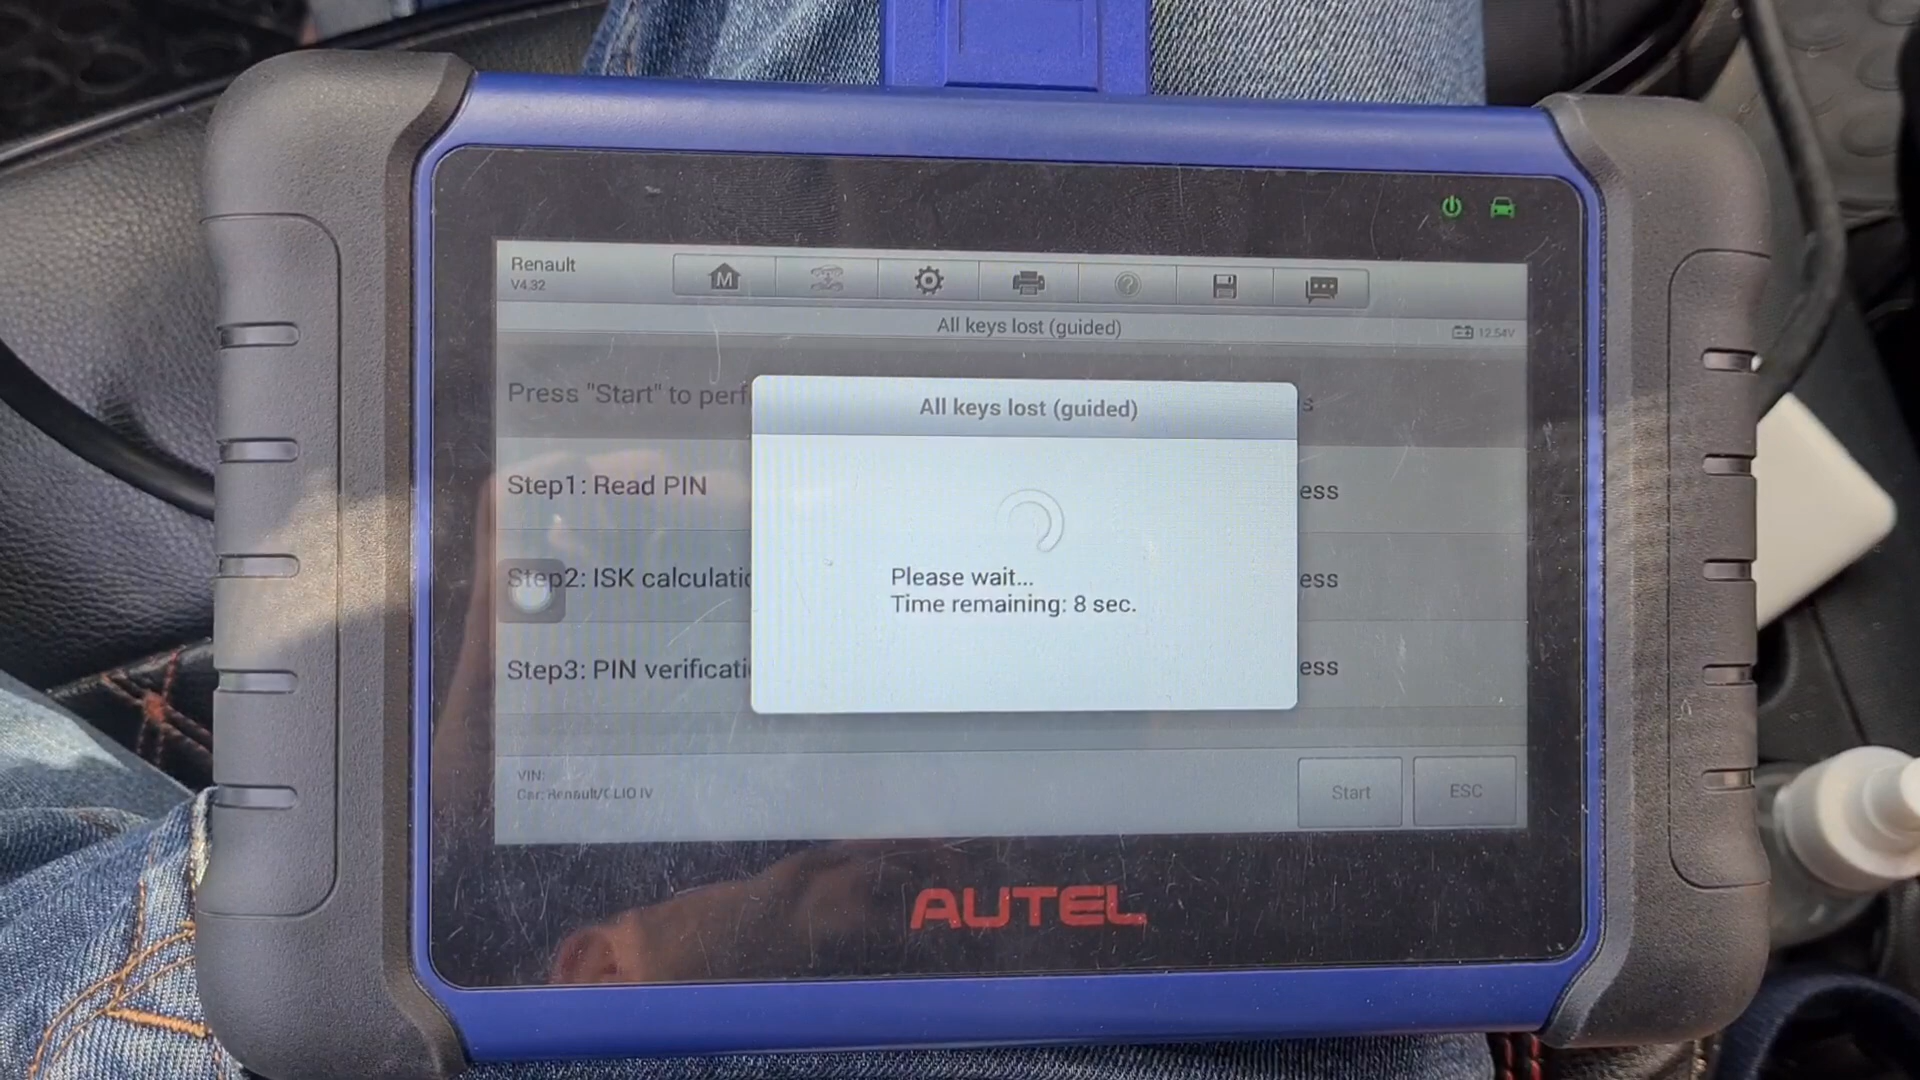 Renault
V4.32
M
All keys lost (guided)
12.54V
Press "Start" to perf
s
All keys lost (guided)
Step1: Read PIN
ess
Please wait...
Step2: ISK calculatio
ess
Time remaining: 8 sec.
Step3: PIN verificati
ess
VIN:
Car: Renault/CLIO IV
Start
ESC
AUTEL